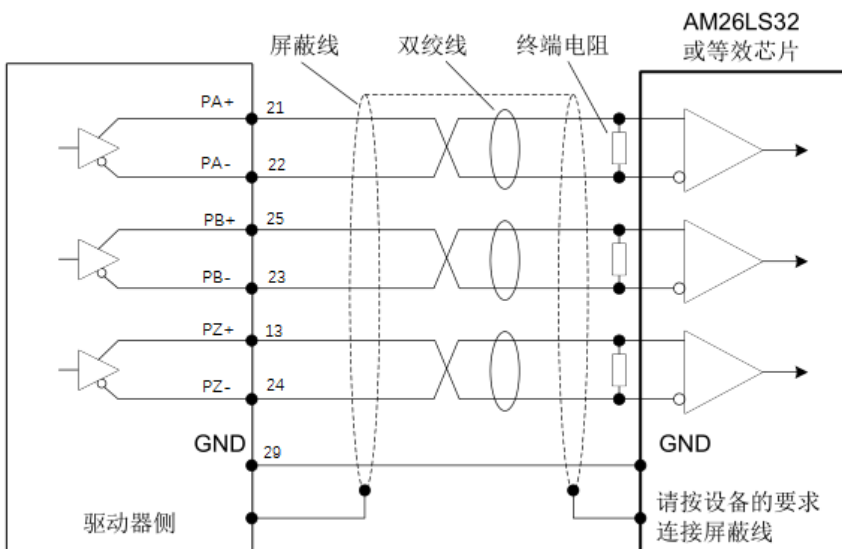 AM26LS32
或等效芯片
屏蔽线
双绞线
终端电阻
PA+
21
PA-
22
PB+
25
PB-
23
PZ+
13
PZ-
24
GND
29
GND
驱动器侧
请按设备的要求
连接屏蔽线